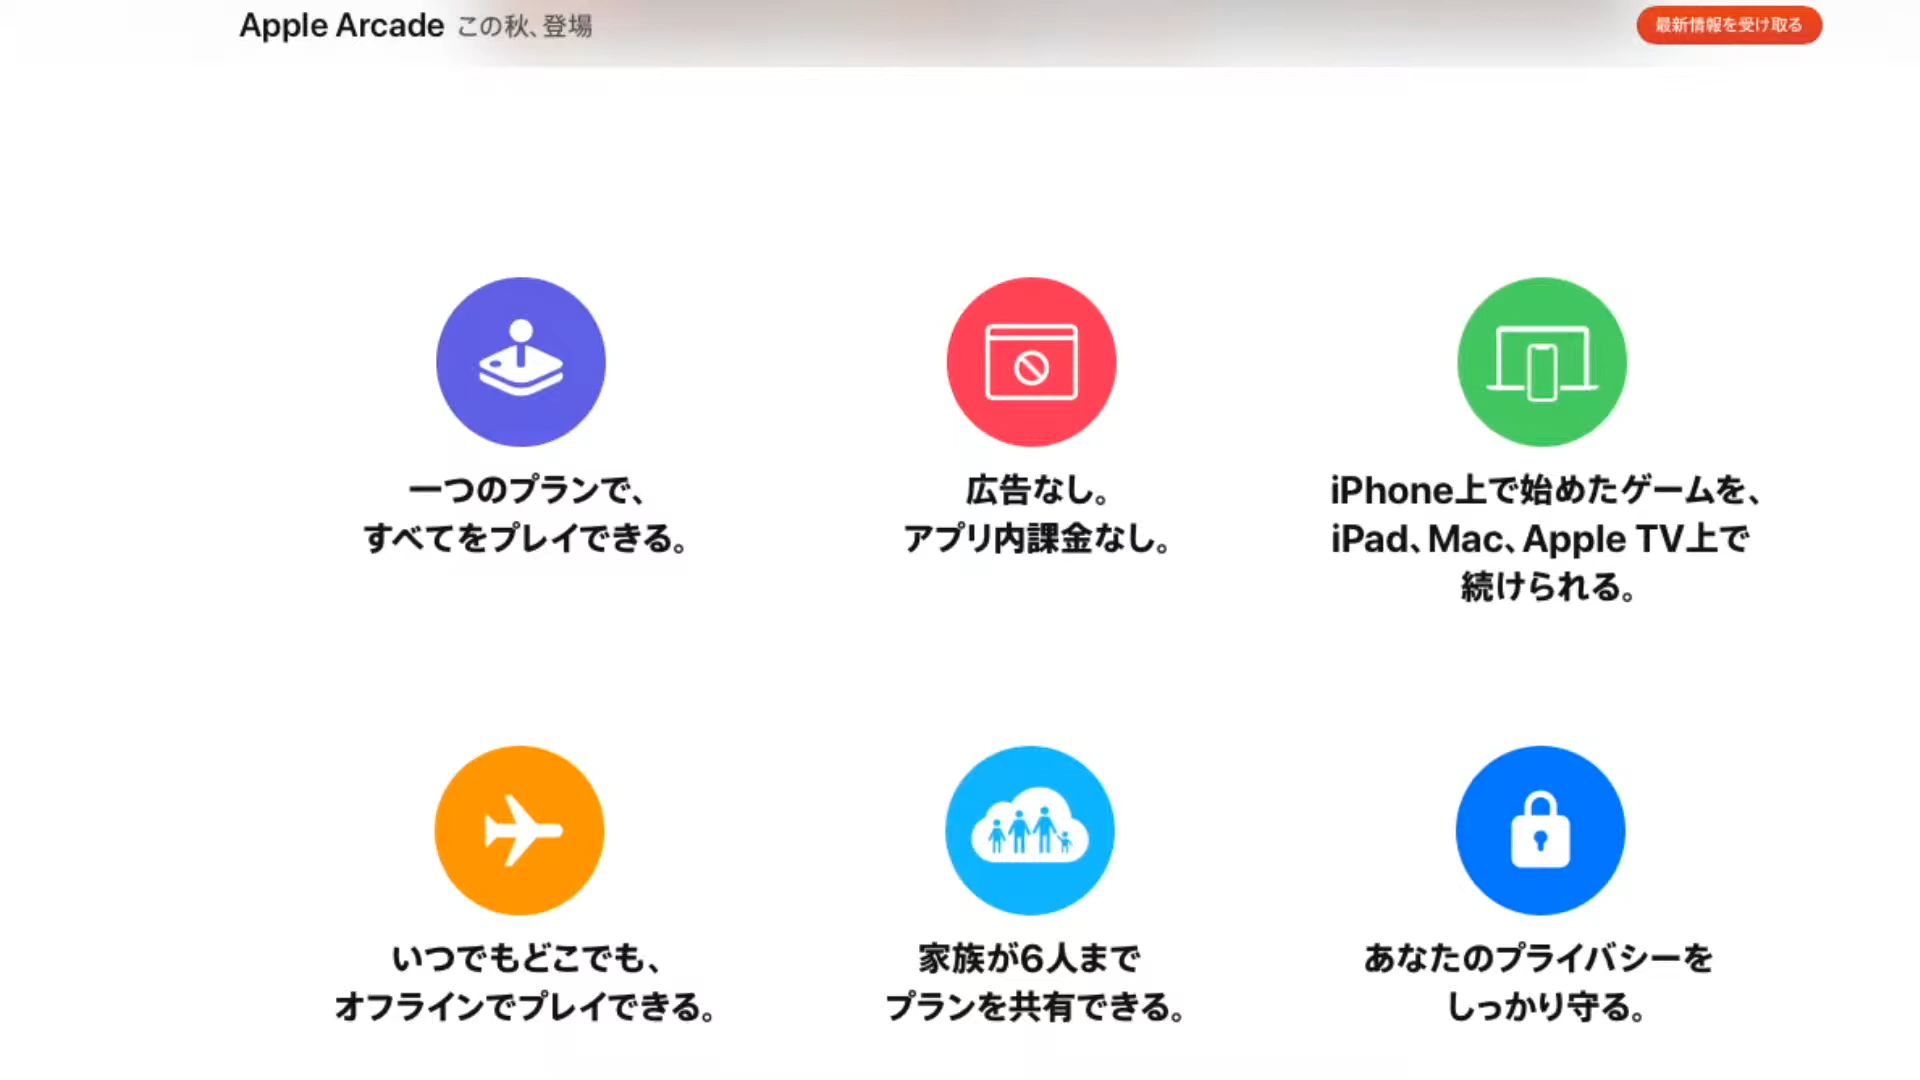 Apple Arcade この秋、登場
最新情報を受け取る
一つのプランで、
すべてをプレイできる。
広告なし。
アプリ内課金なし。
iPhone上で始めたゲームを、
iPad、Mac、Apple TV上で
続けられる。
いつでもどこでも、
オフラインでプレイできる。
家族が6人まで
プランを共有できる。
あなたのプライバシーを
しっかり守る。